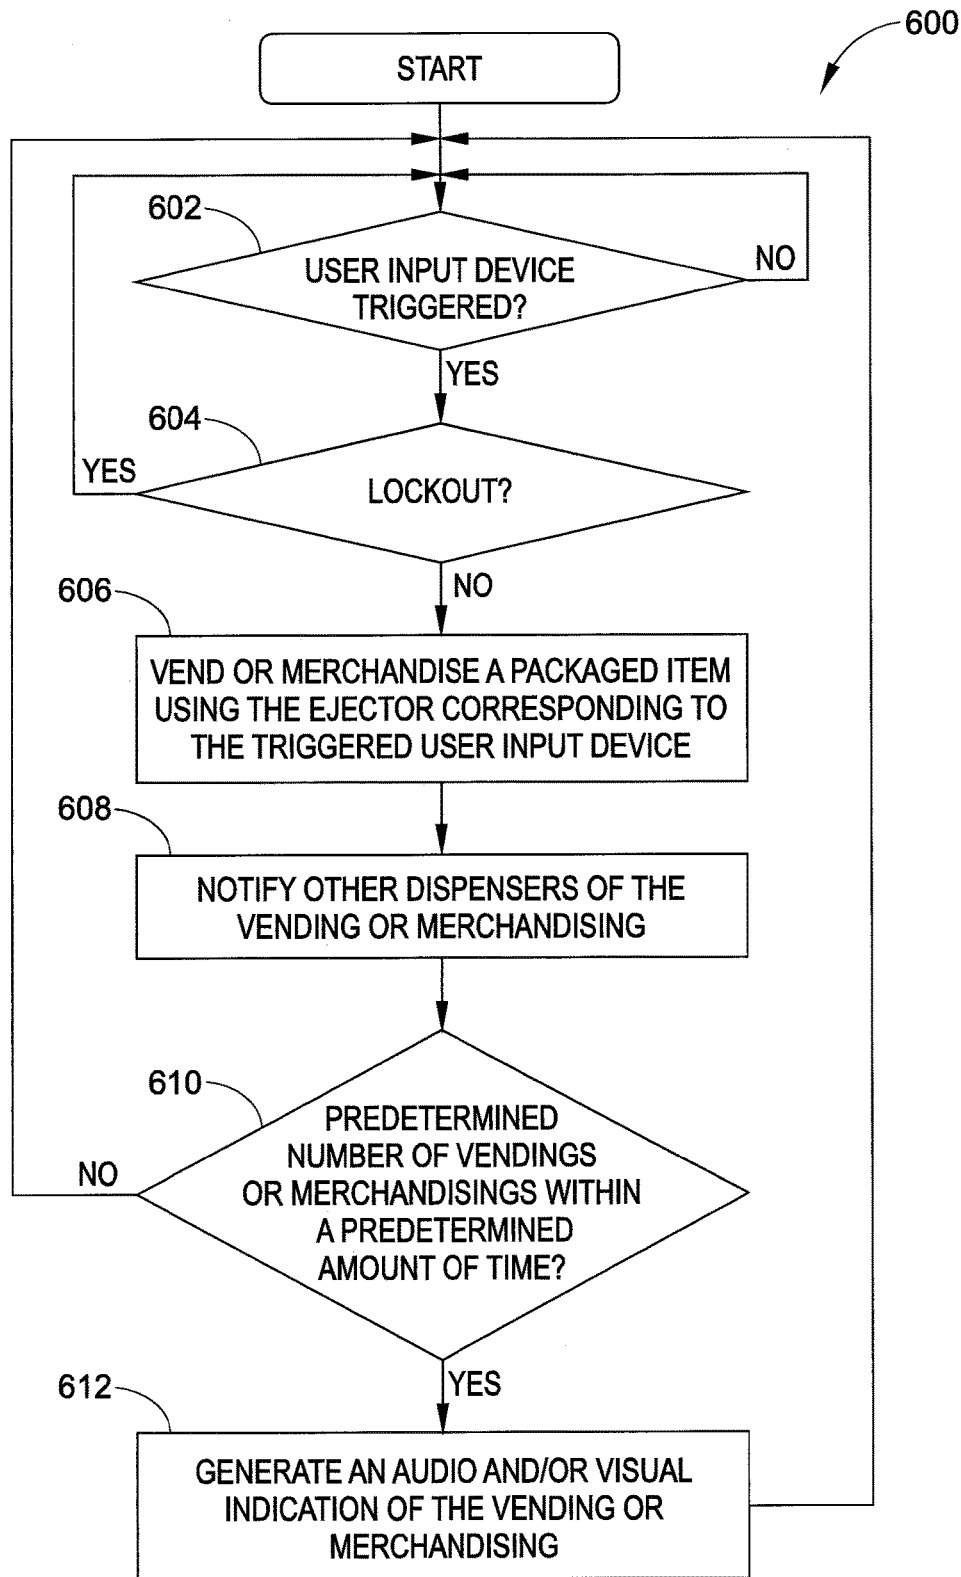 600
START
602
USER INPUT DEVICE
TRIGGERED?
NO
YES
604
LOCKOUT?
YES
NO
606
VEND OR MERCHANDISE A PACKAGED ITEM
USING THE EJECTOR CORRESPONDING TO
THE TRIGGERED USER INPUT DEVICE
608
NOTIFY OTHER DISPENSERS OF THE
VENDING OR MERCHANDISING
610
PREDETERMINED
NUMBER OF VENDINGS
OR MERCHANDISINGS WITHIN
A PREDETERMINED
AMOUNT OF TIME?
NO
YES
612
GENERATE AN AUDIO AND/OR VISUAL
INDICATION OF THE VENDING OR
MERCHANDISING